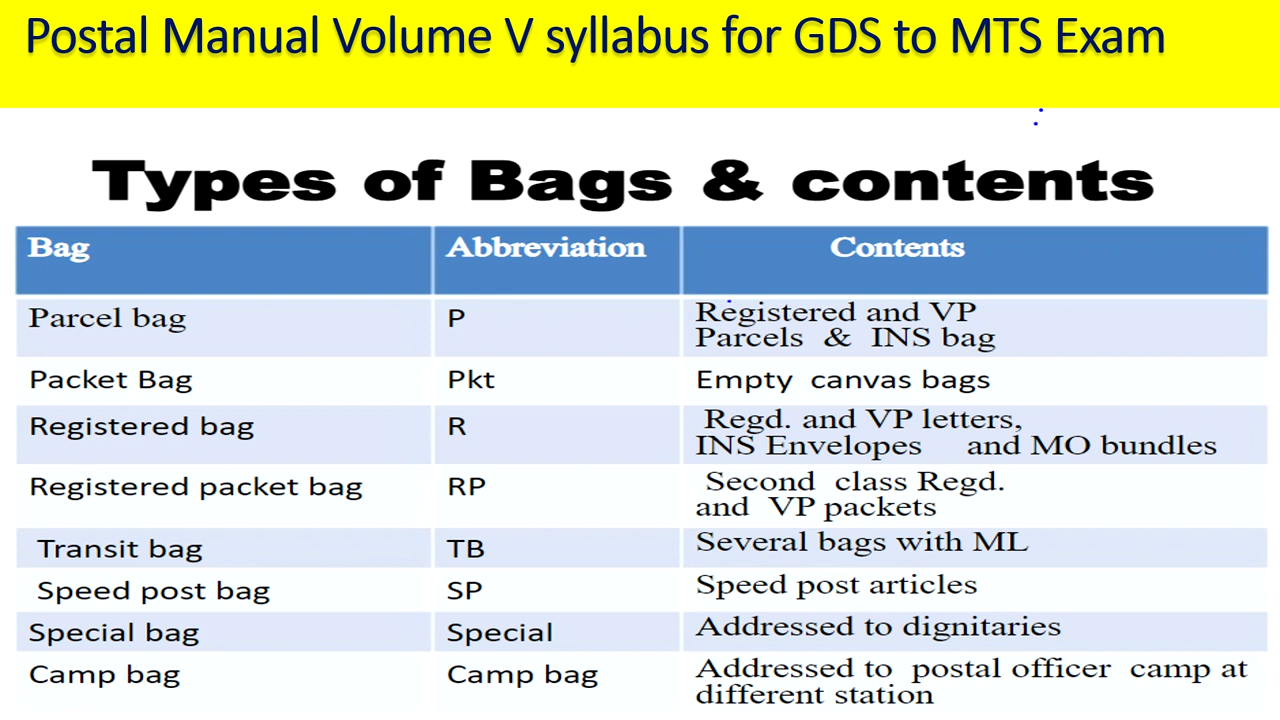 Postal Manual Volume V syllabus for GDS to MTS Exam
Types of Bags & contents
Bag Abbreviation Contents
Parcel bag P Registered and VP
Parcels & INS bag
Packet Bag Pkt Empty canvas bags
Registered bag R Regd. and VP letters,
INS Envelopes and MO bundles
Registered packet bag RP Second class Regd.
and VP packets
Transit bag TB Several bags with ML
Speed post bag SP Speed post articles
Special bag Special Addressed to dignitaries
Camp bag Camp bag Addressed to postal officer camp at
different station